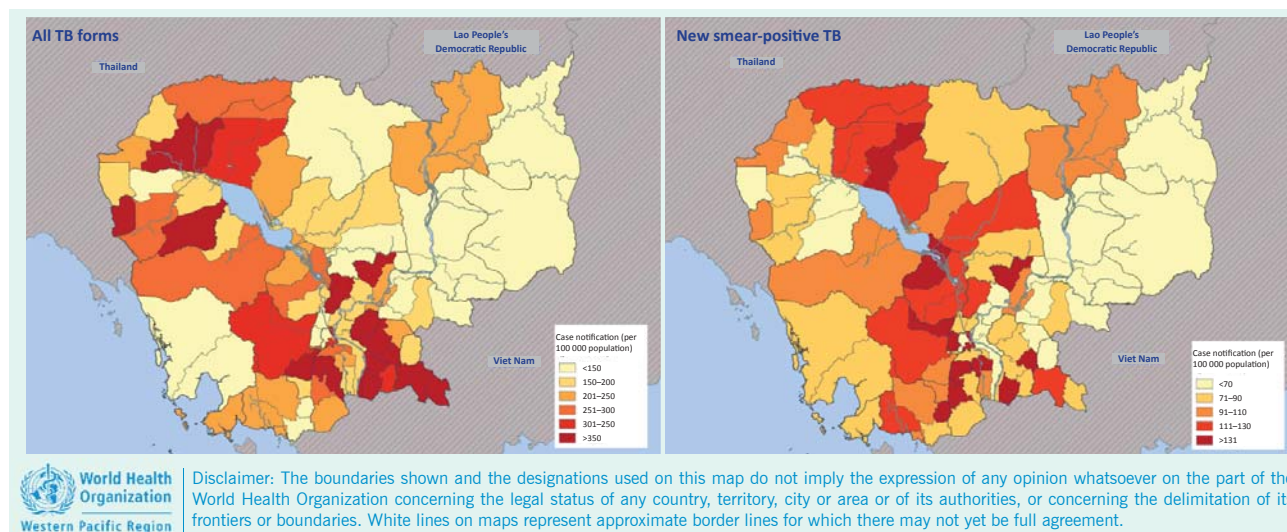 All TB forms
Lao People's
Democratic Republic
Thailand
Viet Nam
Case notification (per
100 000 population)
<150
150–200
201–250
251–300
301–250
>350
New smear-positive TB
Lao People's
Democratic Republic
Thailand
Viet Nam
Case notification (per
100 000 population)
<70
71–90
91–110
111–130
>131
World Health
Organization
Western Pacific Region
Disclaimer: The boundaries shown and the designations used on this map do not imply the expression of any opinion whatsoever on the part of the
World Health Organization concerning the legal status of any country, territory, city or area or of its authorities, or concerning the delimitation of it
frontiers or boundaries. White lines on maps represent approximate border lines for which there may not yet be full agreement.